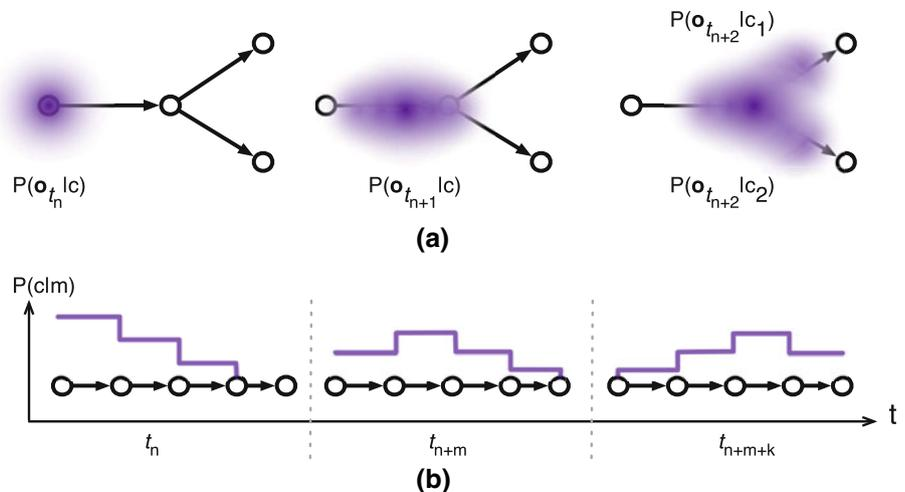 P(o_{t_{n+2}}|c_1)
P(o_{t_n}|c)
P(o_{t_{n+1}}|c)
P(o_{t_{n+2}}|c_2)
(a)
P(c|m)
t
t_n
t_{n+m}
t_{n+m+k}
(b)